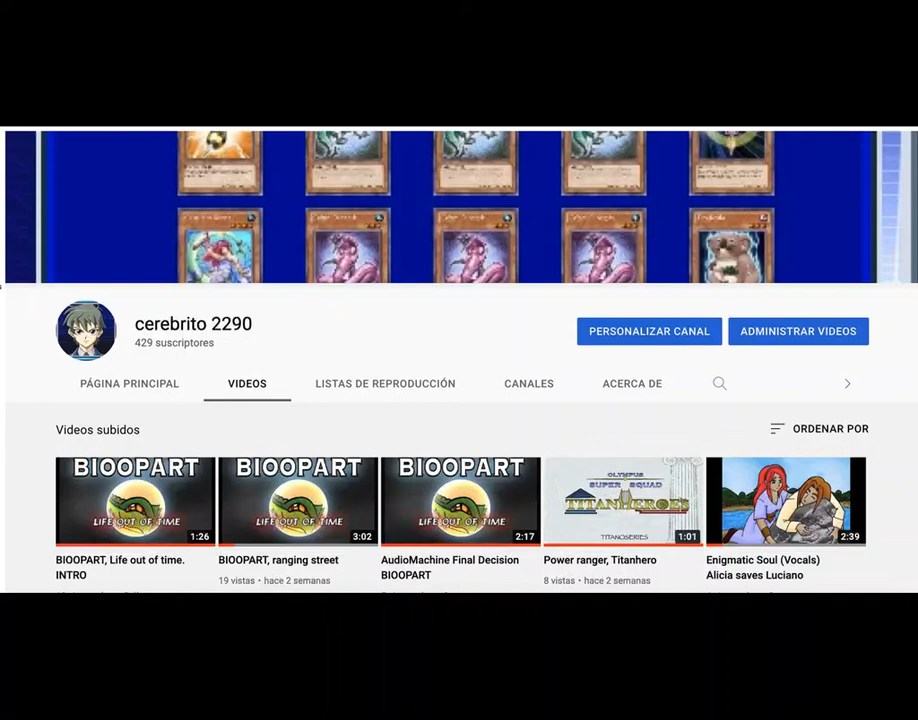 cerebrito 2290
429 suscriptores
PERSONALIZAR CANAL
ADMINISTRAR VIDEOS
PÁGINA PRINCIPAL
VIDEOS
LISTAS DE REPRODUCCIÓN
CANALES
ACERCA DE
Videos subidos
ORDENAR POR
BIOOPART
LIFE OUT OF TIME
1:26
BIOOPART
LIFE OUT OF TIME
3:02
BIOOPART
LIFE OUT OF TIME
2:17
OLYMPUS
SUPER SQUAD
TITANHEROES
TITANOSERIES
1:01
2:39
BIOOPART, Life out of time.
INTRO
BIOOPART, ranging street
19 vistas • hace 2 semanas
AudioMachine Final Decision
BIOOPART
Power ranger, Titanhero
8 vistas • hace 2 semanas
Enigmatic Soul (Vocals)
Alicia saves Luciano